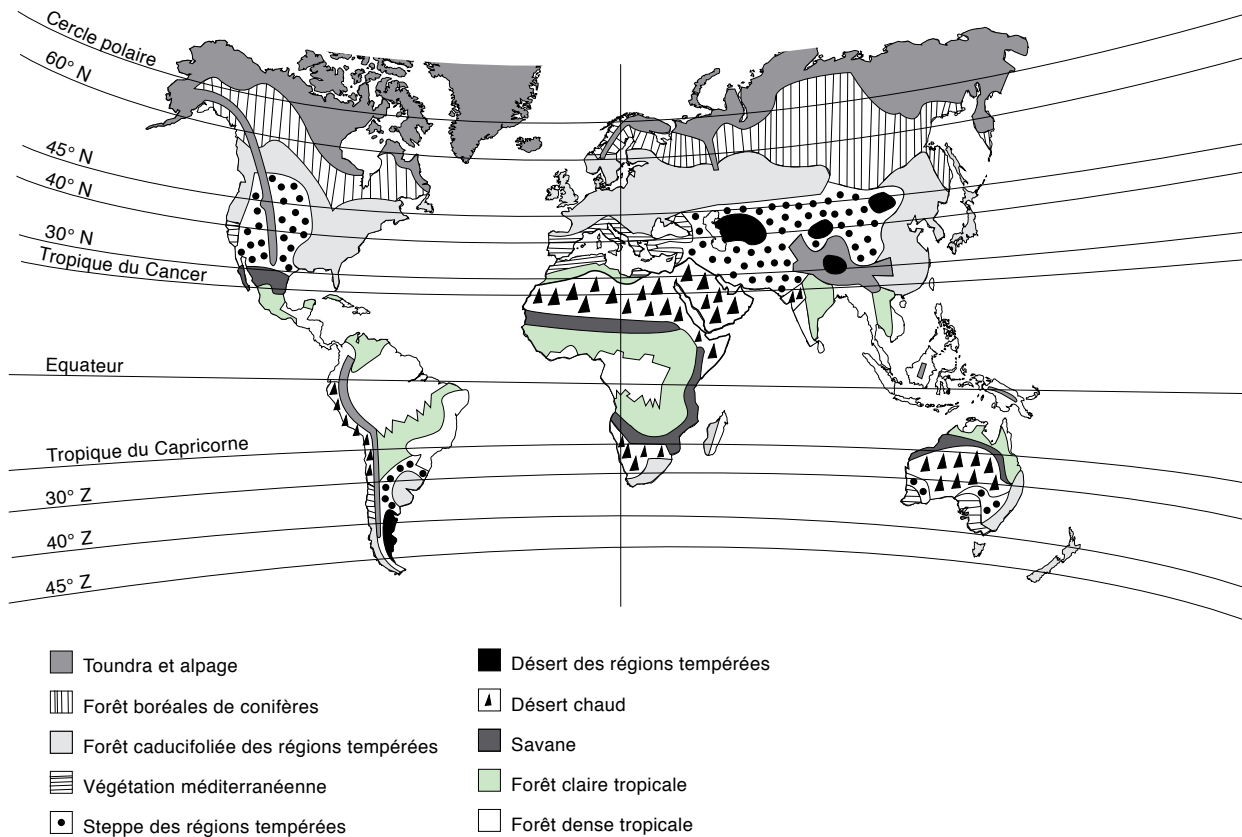 Cercle polaire
60° N
45° N
40° N
30° N
Tropique du Cancer
Equateur
Tropique du Capricorne
30° Z
40° Z
45° Z
Toundra et alpage
Forêt boréales de conifères
Forêt caducifoliée des régions tempérées
Végétation méditerranéenne
Steppe des régions tempérées
Désert des régions tempérées
Désert chaud
Savane
Forêt claire tropicale
Forêt dense tropicale